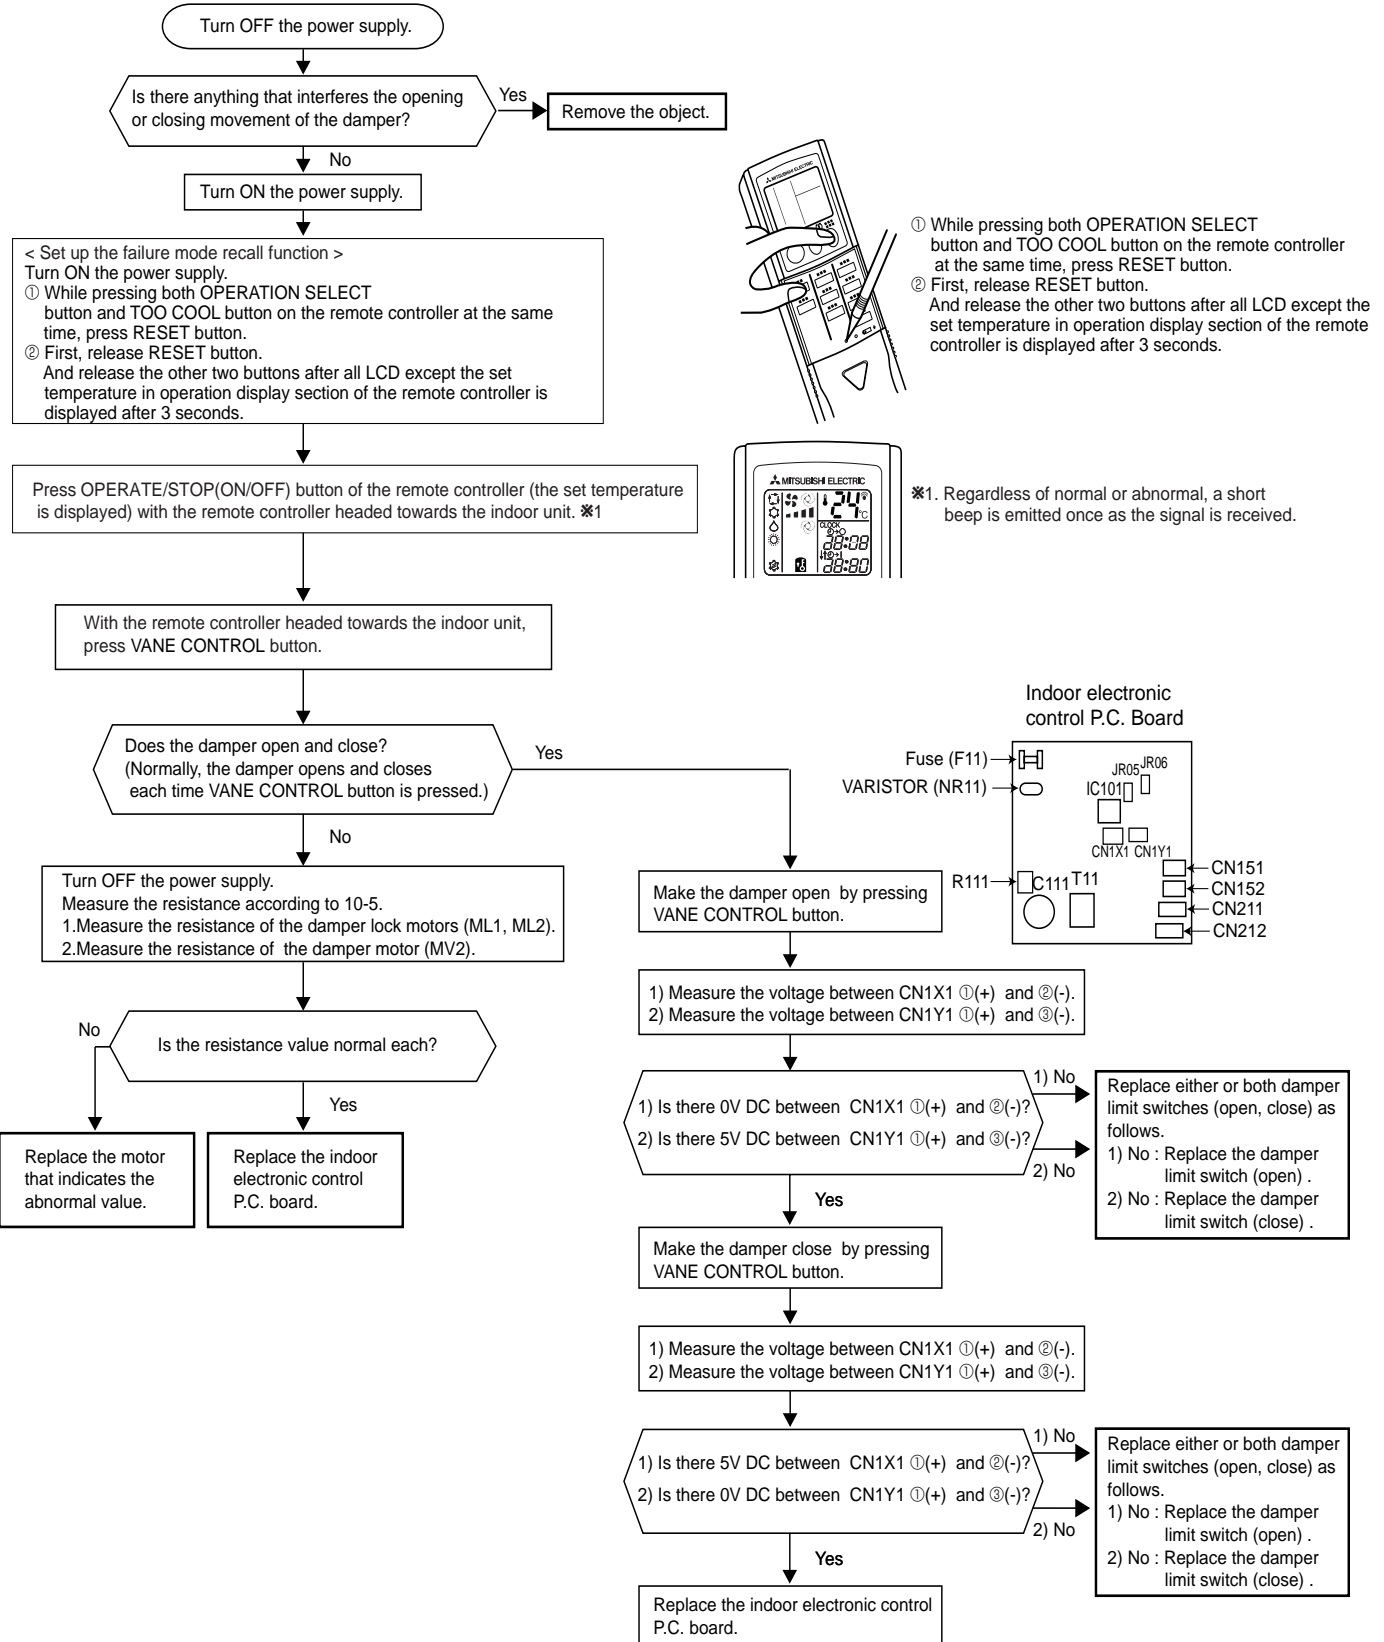 Turn OFF the power supply.
Is there anything that interferes the opening
or closing movement of the damper?
Yes
Remove the object.
No
Turn ON the power supply.
< Set up the failure mode recall function >
Turn ON the power supply.
① While pressing both OPERATION SELECT
button and TOO COOL button on the remote controller at the same
time, press RESET button.
② First, release RESET button.
And release the other two buttons after all LCD except the set
temperature in operation display section of the remote controller is
displayed after 3 seconds.
MITSUBISHI ELECTRIC
① While pressing both OPERATION SELECT
button and TOO COOL button on the remote controller
at the same time, press RESET button.
② First, release RESET button.
And release the other two buttons after all LCD except the
set temperature in operation display section of the remote
controller is displayed after 3 seconds.
Press OPERATE/STOP(ON/OFF) button of the remote controller (the set temperature
is displayed) with the remote controller headed towards the indoor unit. ※1
MITSUBISHI ELECTRIC
24°C
CLOCK
88:08
88:80
※1. Regardless of normal or abnormal, a short
beep is emitted once as the signal is received.
With the remote controller headed towards the indoor unit,
press VANE CONTROL button.
Does the damper open and close?
(Normally, the damper opens and closes
each time VANE CONTROL button is pressed.)
Yes
No
Turn OFF the power supply.
Measure the resistance according to 10-5.
1.Measure the resistance of the damper lock motors (ML1, ML2).
2.Measure the resistance of the damper motor (MV2).
Is the resistance value normal each?
No
Yes
Replace the motor
that indicates the
abnormal value.
Replace the indoor
electronic control
P.C. board.
Indoor electronic
control P.C. Board
Fuse (F11)
VARISTOR (NR11)
JR05
JR06
IC101
CN1X1
CN1Y1
R111
C111
T11
CN151
CN152
CN211
CN212
Make the damper open by pressing
VANE CONTROL button.
1) Measure the voltage between CN1X1 ①(+) and ②(-).
2) Measure the voltage between CN1Y1 ①(+) and ③(-).
1) Is there 0V DC between CN1X1 ①(+) and ②(-)?
2) Is there 5V DC between CN1Y1 ①(+) and ③(-)?
1) No
2) No
Replace either or both damper
limit switches (open, close) as
follows.
1) No : Replace the damper
limit switch (open) .
2) No : Replace the damper
limit switch (close) .
Yes
Make the damper close by pressing
VANE CONTROL button.
1) Measure the voltage between CN1X1 ①(+) and ②(-).
2) Measure the voltage between CN1Y1 ①(+) and ③(-).
1) Is there 5V DC between CN1X1 ①(+) and ②(-)?
2) Is there 0V DC between CN1Y1 ①(+) and ③(-)?
1) No
2) No
Replace either or both damper
limit switches (open, close) as
follows.
1) No : Replace the damper
limit switch (open) .
2) No : Replace the damper
limit switch (close) .
Yes
Replace the indoor electronic control
P.C. board.